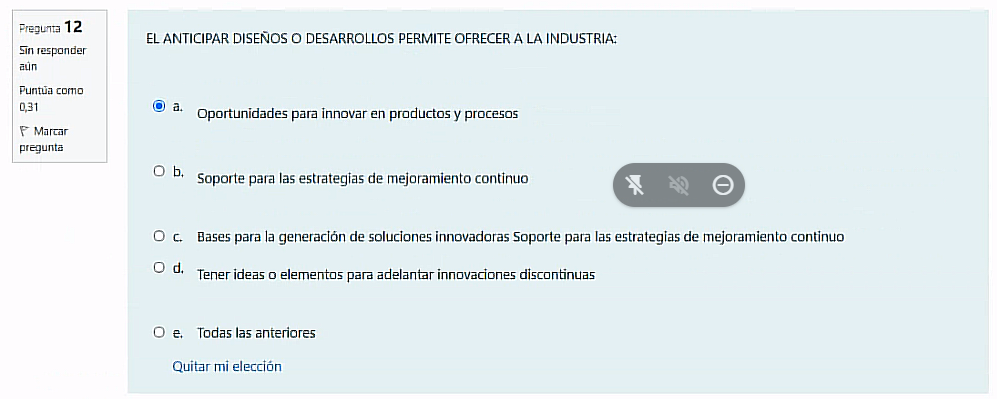 Pregunta 12
Sin responder
aún
Puntúa como
0,31
Marcar
pregunta
EL ANTICIPAR DISEÑOS O DESARROLLOS PERMITE OFRECER A LA INDUSTRIA:
a. Oportunidades para innovar en productos y procesos
b. Soporte para las estrategias de mejoramiento continuo
c. Bases para la generación de soluciones innovadoras Soporte para las estrategias de mejoramiento continuo
d. Tener ideas o elementos para adelantar innovaciones discontinuas
e. Todas las anteriores
Quitar mi elección